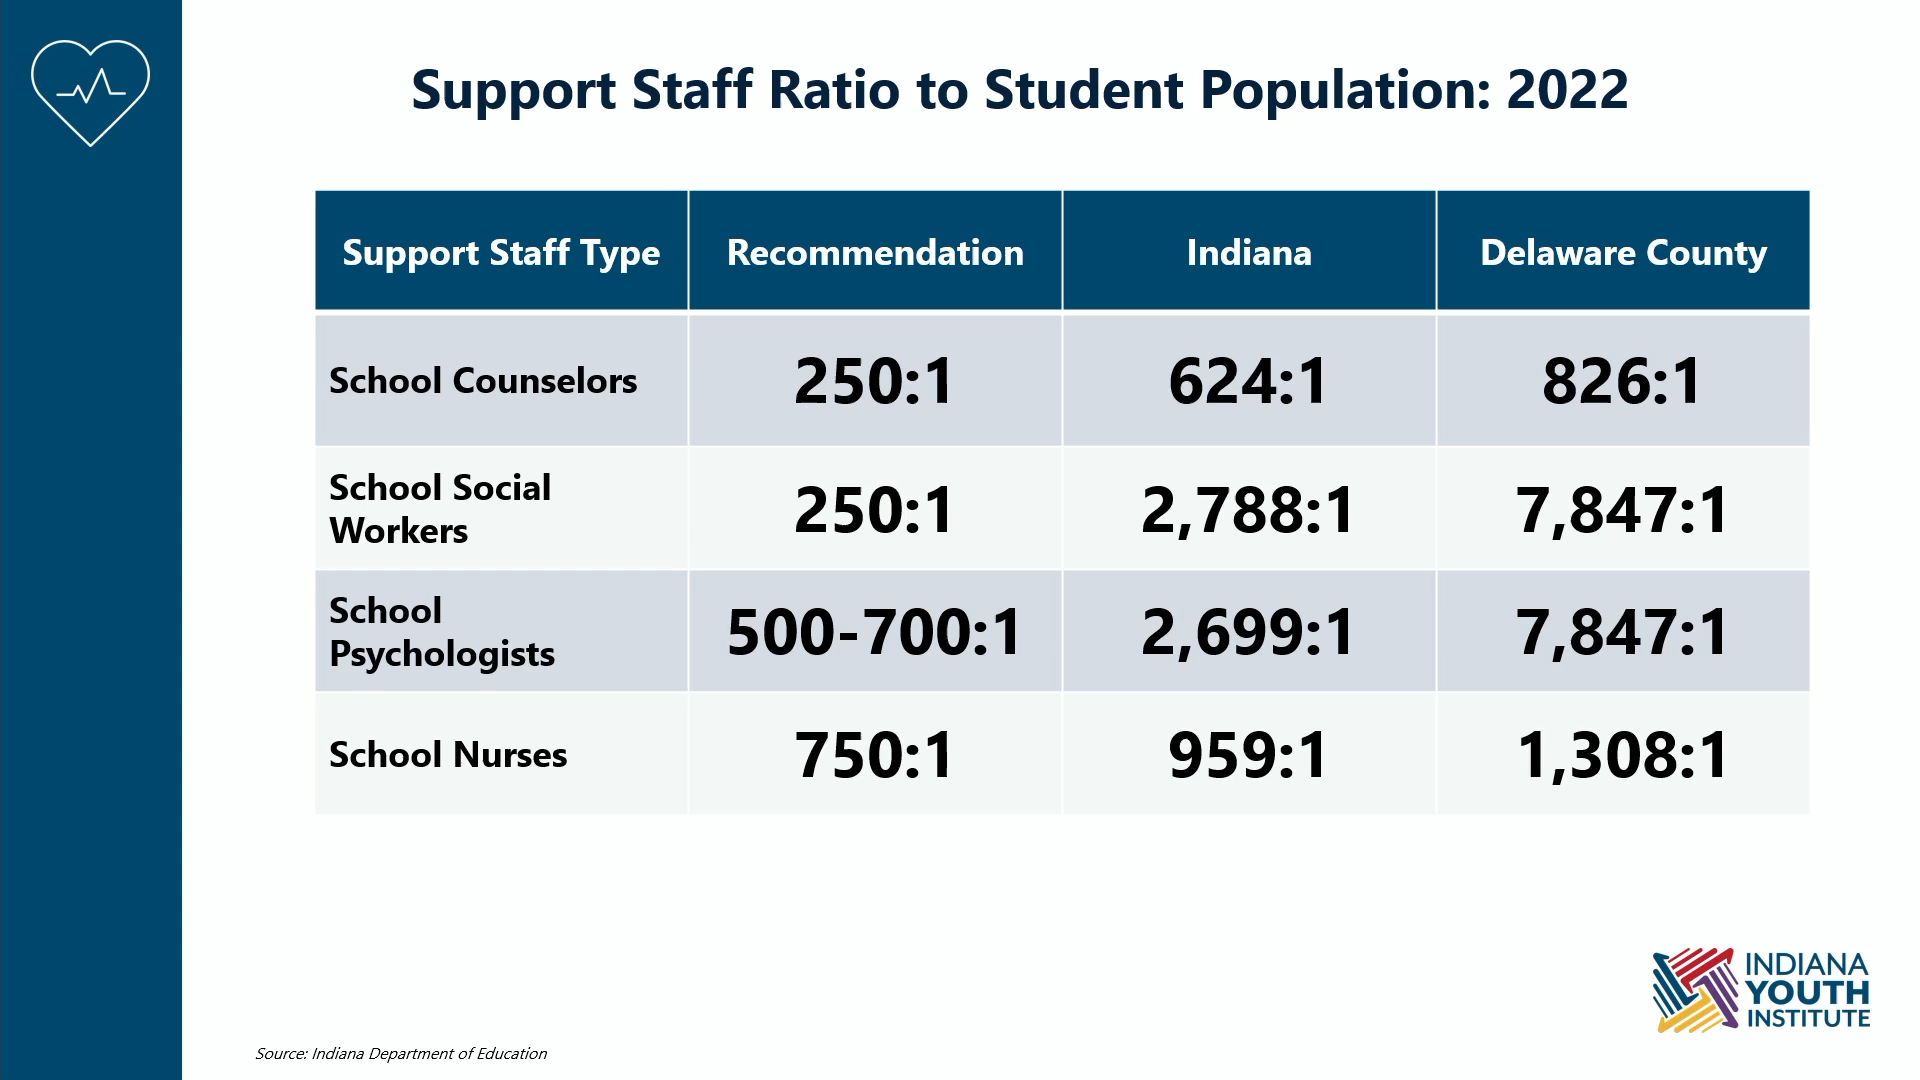 Support Staff Ratio to Student Population: 2022
Support Staff Type Recommendation Indiana Delaware County
School Counselors 250:1 624:1 826:1
School Social
Workers 250:1 2,788:1 7,847:1
School
Psychologists 500-700:1 2,699:1 7,847:1
School Nurses 750:1 959:1 1,308:1
INDIANA
YOUTH
INSTITUTE
Source: Indiana Department of Education